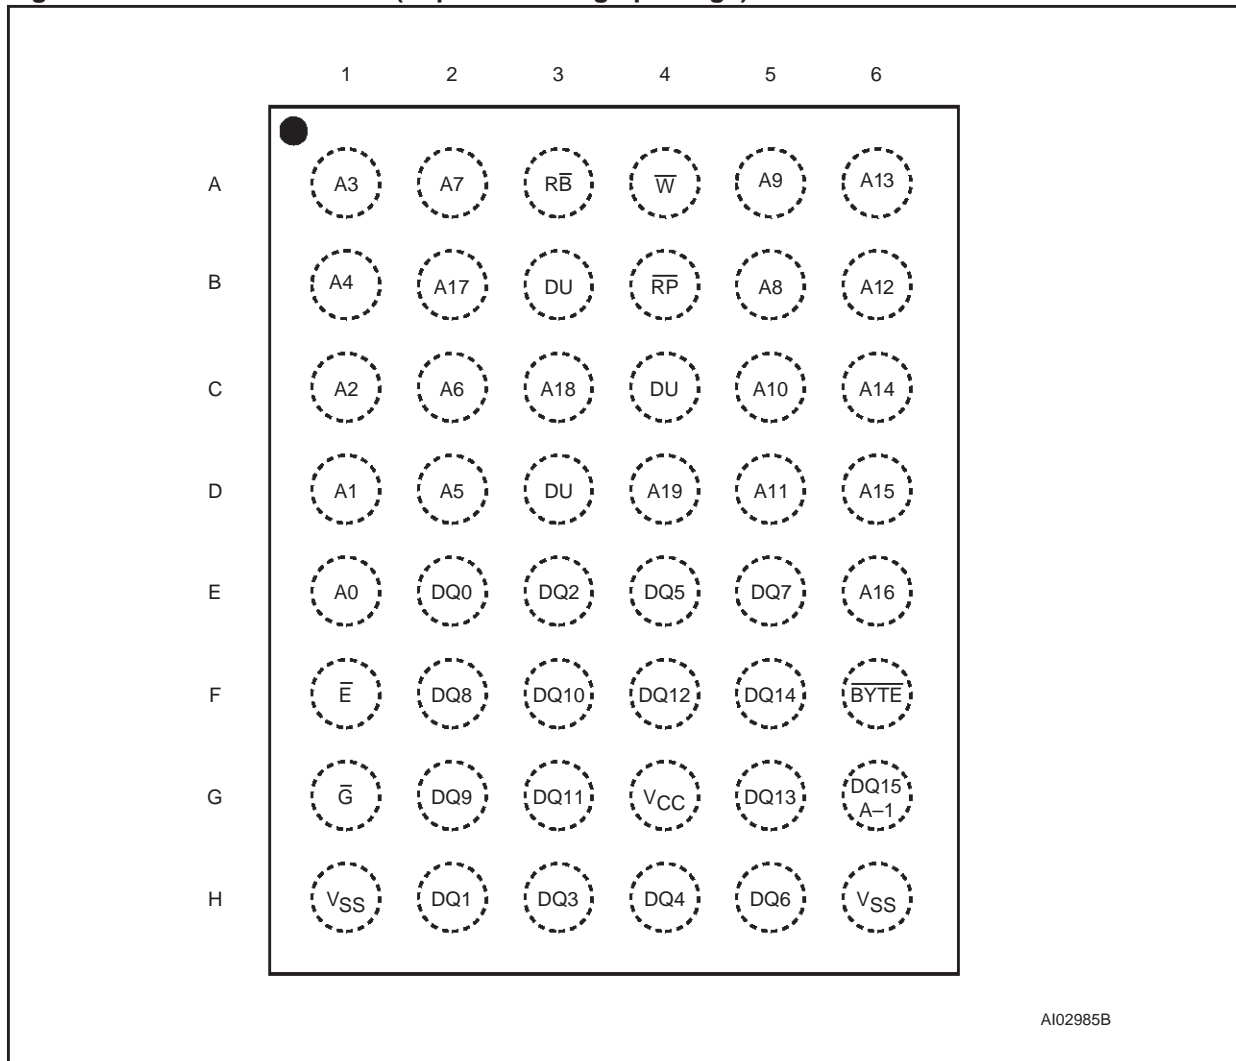 1 2 3 4 5 6
A A3 A7 RB̅ W̅ A9 A13
B A4 A17 DU R̅P̅ A8 A12
C A2 A6 A18 DU A10 A14
D A1 A5 DU A19 A11 A15
E A0 DQ0 DQ2 DQ5 DQ7 A16
F E̅ DQ8 DQ10 DQ12 DQ14 B̅Y̅T̅E̅
G G̅ DQ9 DQ11 VCC DQ13 DQ15
A–1
H VSS DQ1 DQ3 DQ4 DQ6 VSS
AI02985B